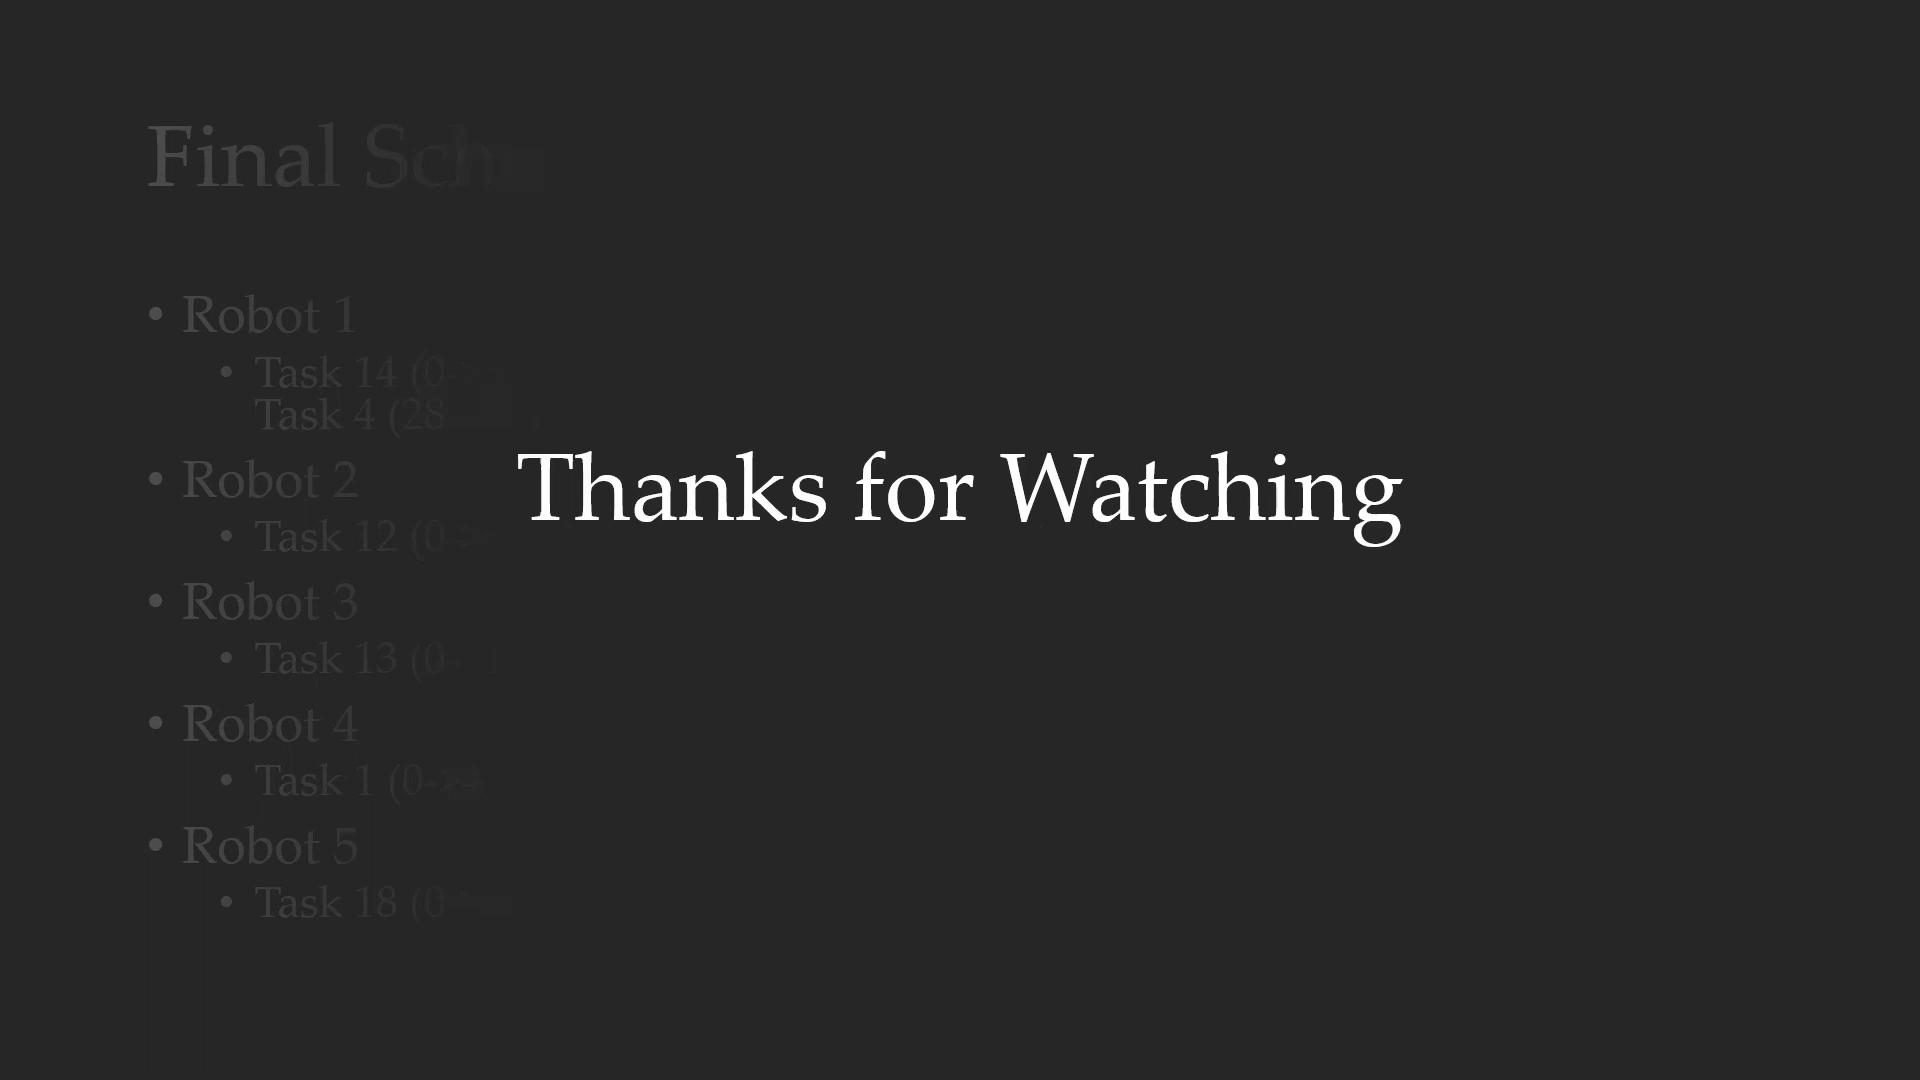 Final Sch
• Robot 1
• Task 14 (0->
Task 4 (28
• Robot 2
• Task 12 (0->
• Robot 3
• Task 13 (0-
• Robot 4
• Task 1 (0->4
• Robot 5
• Task 18 (0
Thanks for Watching